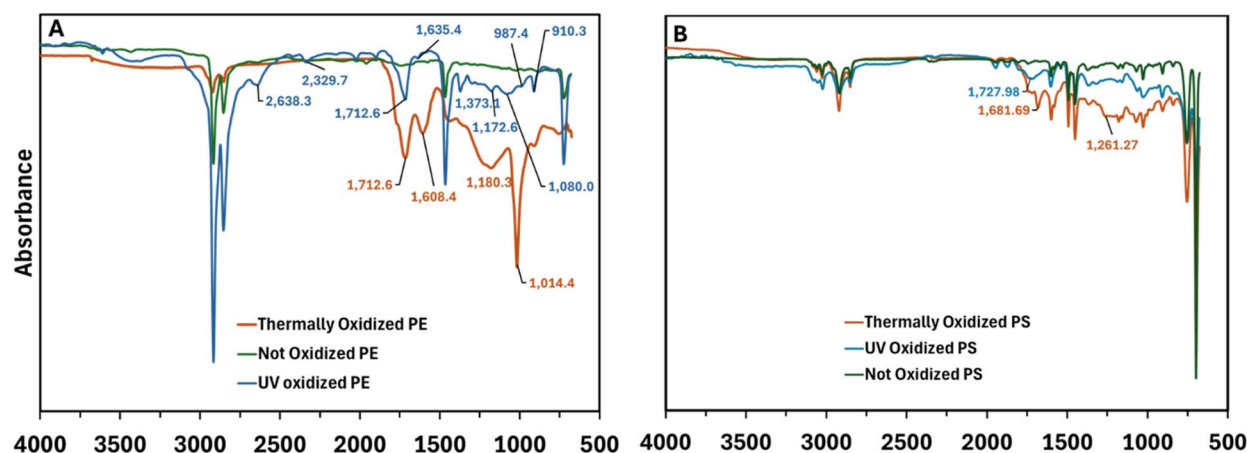 A
Absorbance
1,635.4
987.4
910.3
2,329.7
2,638.3
1,712.6
1,373.1
1,172.6
1,712.6
1,608.4
1,180.3
1,080.0
1,014.4
Thermally Oxidized PE
Not Oxidized PE
UV oxidized PE
4000 3500 3000 2500 2000 1500 1000 500
B
1,727.98
1,681.69
1,261.27
Thermally Oxidized PS
UV Oxidized PS
Not Oxidized PS
4000 3500 3000 2500 2000 1500 1000 500